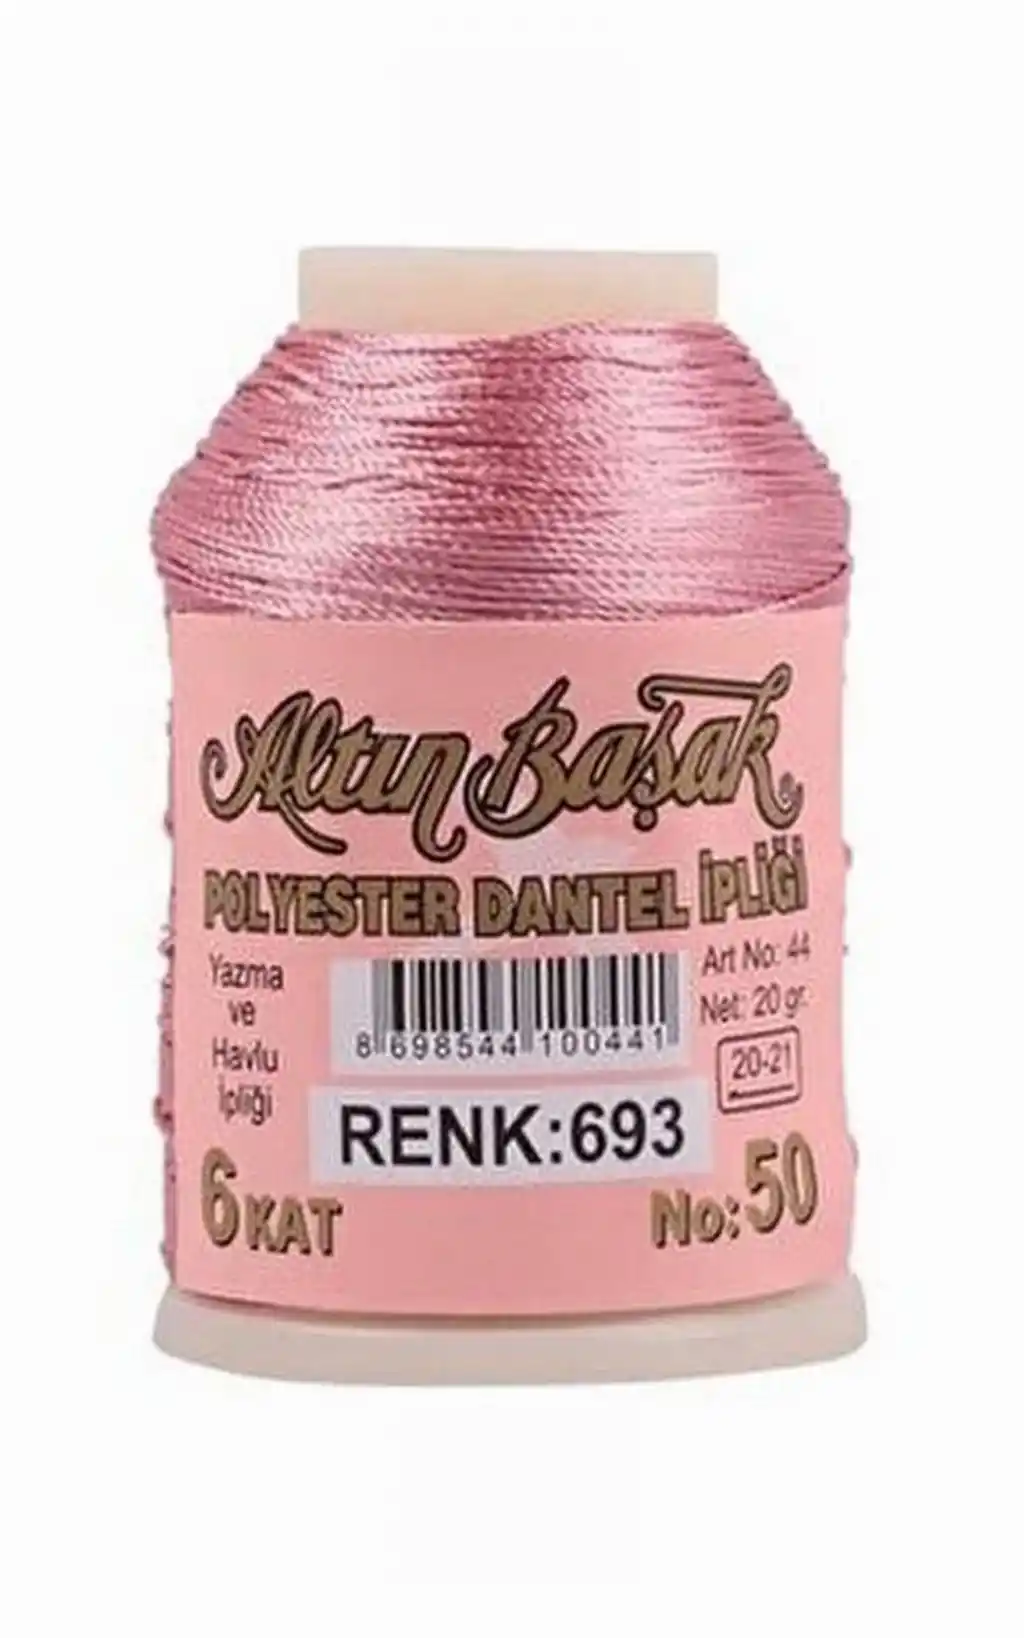 Altın Başak
POLYESTER DANTEL İPLİĞİ
Yazma
ve
Havlu
İpliği
8 698544 100441
Art No: 44
Net: 20 gr.
20-21
RENK:693
6 KAT
No: 50